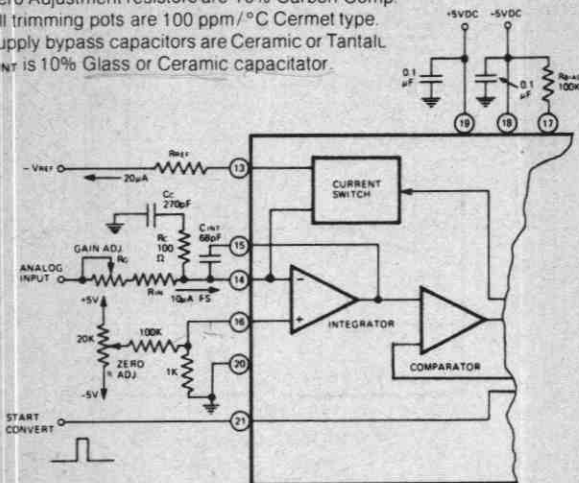 ero Adjustment resistors are 10% Carbon Comp.
ll trimming pots are 100 ppm/°C Cermet type.
upply bypass capacitors are Ceramic or Tantalu
INT is 10% Glass or Ceramic capacitator.
+5VDC
-5VDC
0.1 µF
0.1 µF
100K
19
18
17
-VREF
RREF
20µA
13
CURRENT SWITCH
CC 270pF
RC 100 Ω
CINT 68pF
15
GAIN ADJ.
RG
ANALOG INPUT
RIN
10µA FS
14
-
+
INTEGRATOR
+5V
20K
100K
16
ZERO ADJ.
1K
20
-5V
COMPARATOR
START CONVERT
21